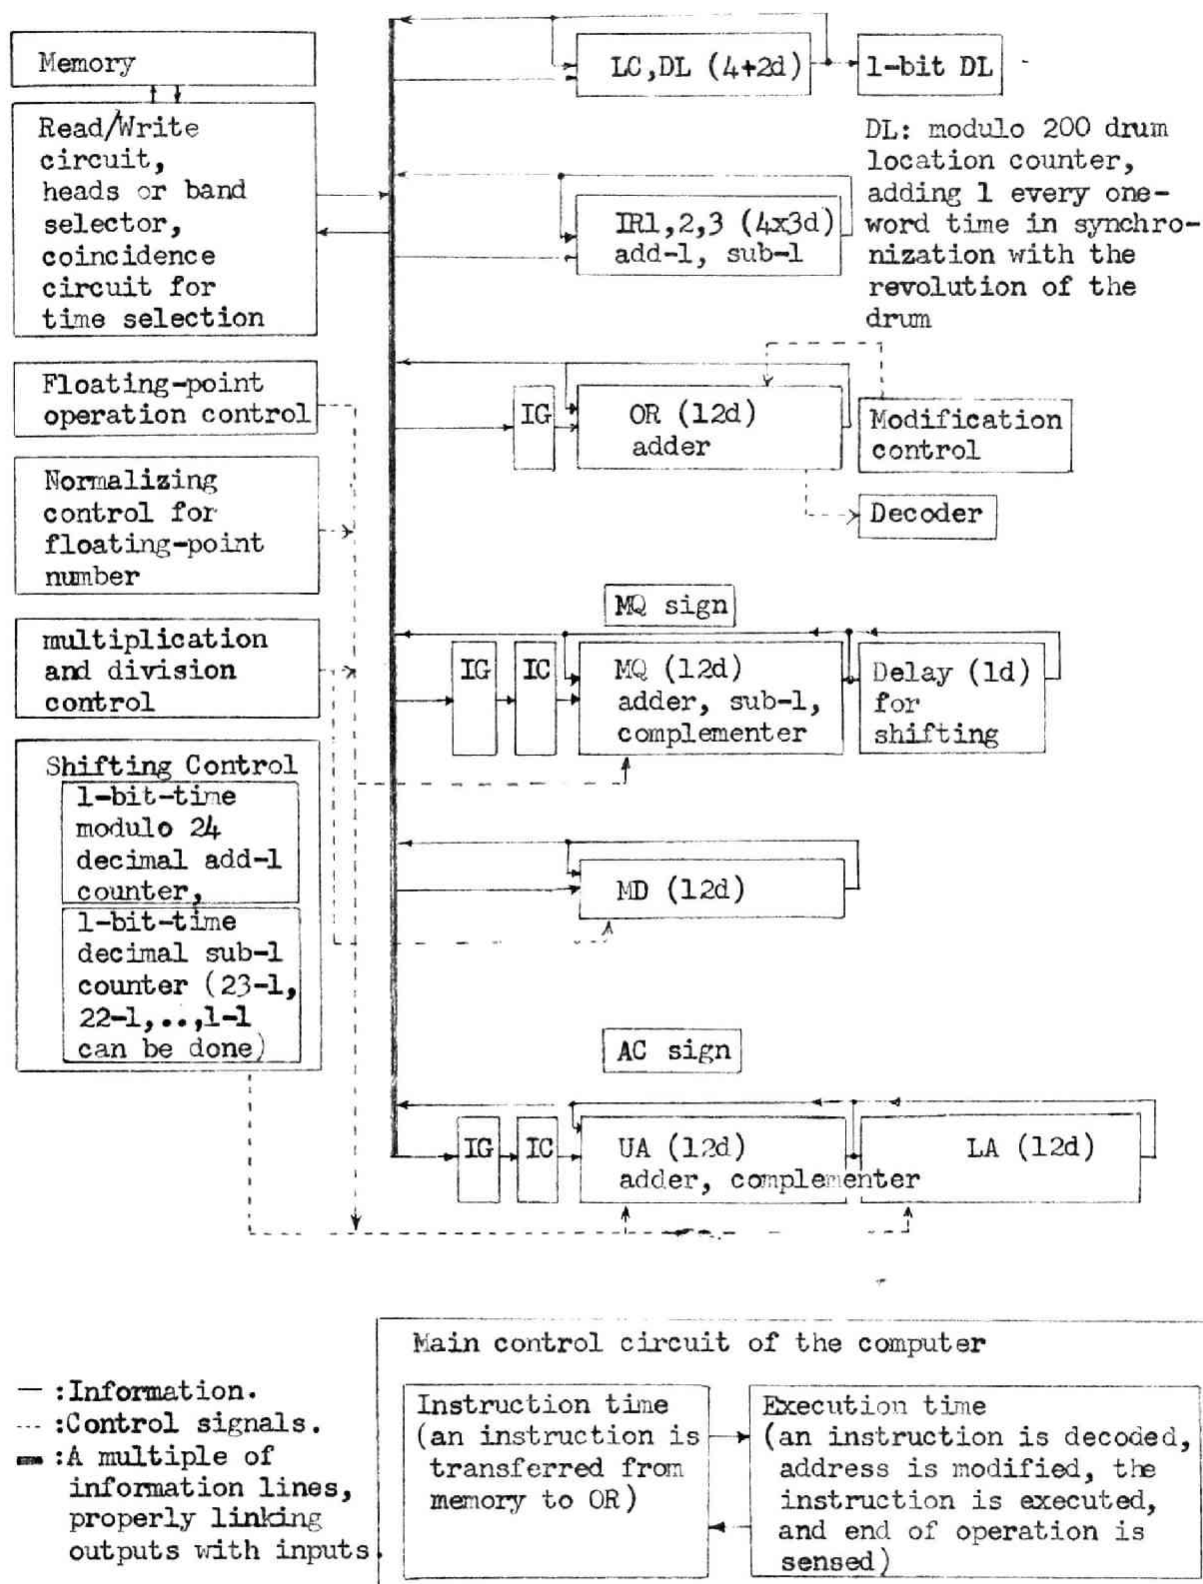 Memory
Read/Write
circuit,
heads or band
selector,
coincidence
circuit for
time selection
Floating-point
operation control
Normalizing
control for
floating-point
number
multiplication
and division
control
Shifting Control
1-bit-time
modulo 24
decimal add-1
counter,
1-bit-time
decimal sub-1
counter (23-1,
22-1,..,1-1
can be done)
LC,DL (4+2d)
1-bit DL
DL: modulo 200 drum
location counter,
adding 1 every one-
word time in synchro-
nization with the
revolution of the
drum
IR1,2,3 (4x3d)
add-1, sub-1
IG
OR (12d)
adder
Modification
control
Decoder
MQ sign
IG
IC
MQ (12d)
adder, sub-1,
complementer
Delay (1d)
for
shifting
MD (12d)
AC sign
IG
IC
UA (12d)
adder, complementer
LA (12d)
— :Information.
--- :Control signals.
:A multiple of
information lines,
properly linking
outputs with inputs.
Main control circuit of the computer
Instruction time
(an instruction is
transferred from
memory to OR)
Execution time
(an instruction is decoded,
address is modified, the
instruction is executed,
and end of operation is
sensed)